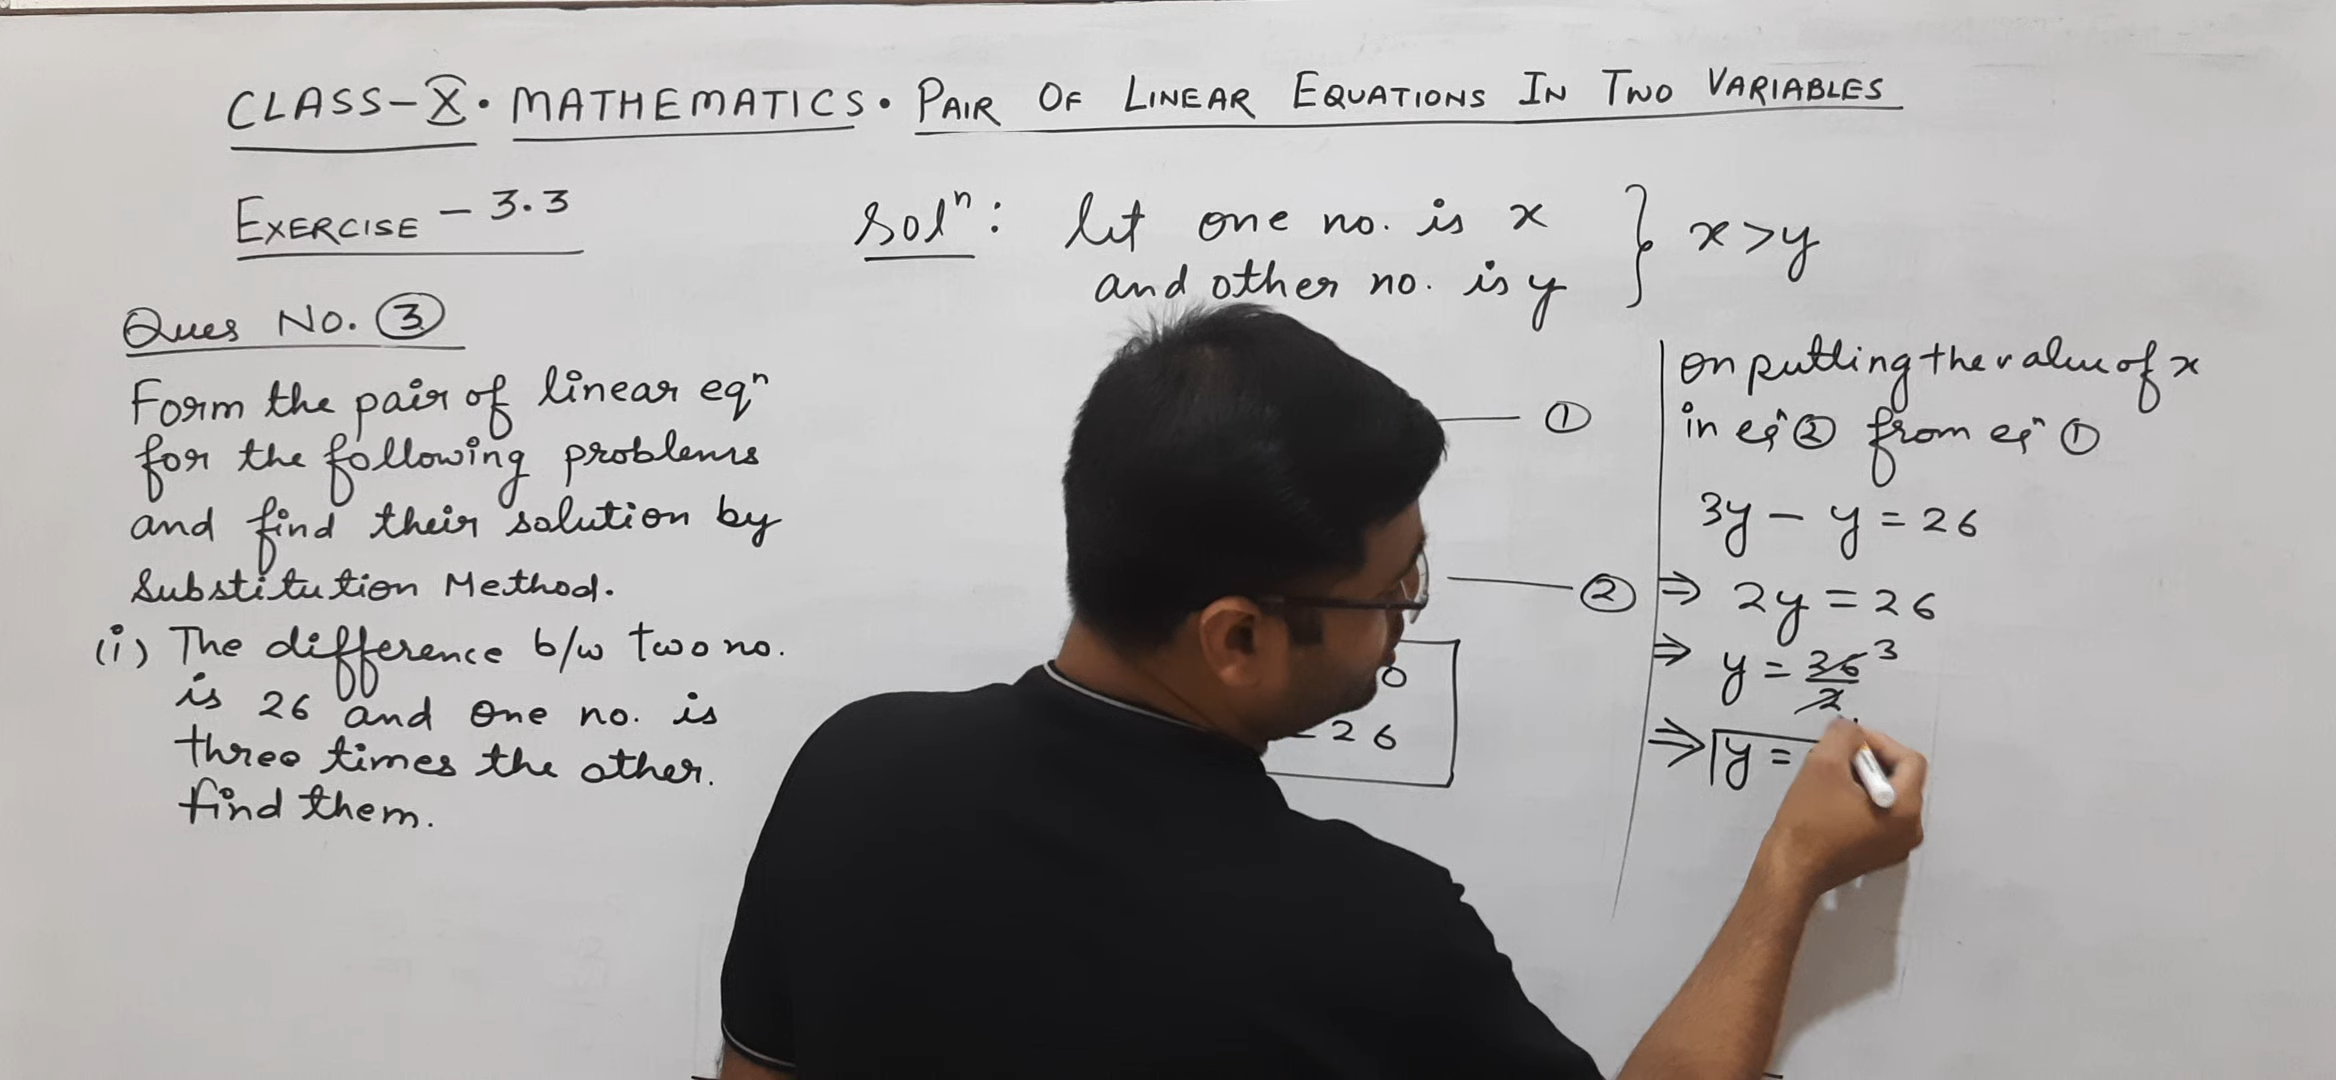 CLASS-X • MATHEMATICS • PAIR OF LINEAR EQUATIONS IN TWO VARIABLES
EXERCISE - 3.3
Ques No. 3
Form the pair of linear eqⁿ
for the following problems
and find their solution by
Substitution Method.
(i) The difference b/w two no.
is 26 and one no. is
three times the other.
find them.
Solⁿ: let one no. is x
and other no. is y
} x>y
1
2
0
26
on putting the value of x
in eqⁿ 2 from eqⁿ 1
3y - y = 26
⇒ 2y = 26
⇒ y = 26/2 3
⇒ y =